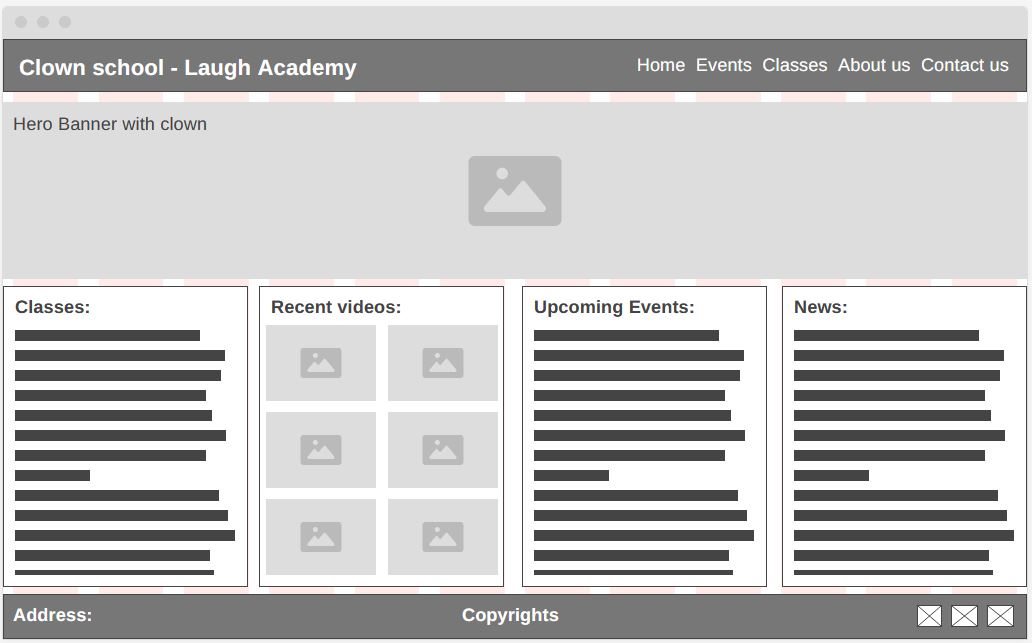 Clown school - Laugh Academy
Home Events Classes About us Contact us
Hero Banner with clown
Classes:
Recent videos:
Upcoming Events:
News:
Address:
Copyrights